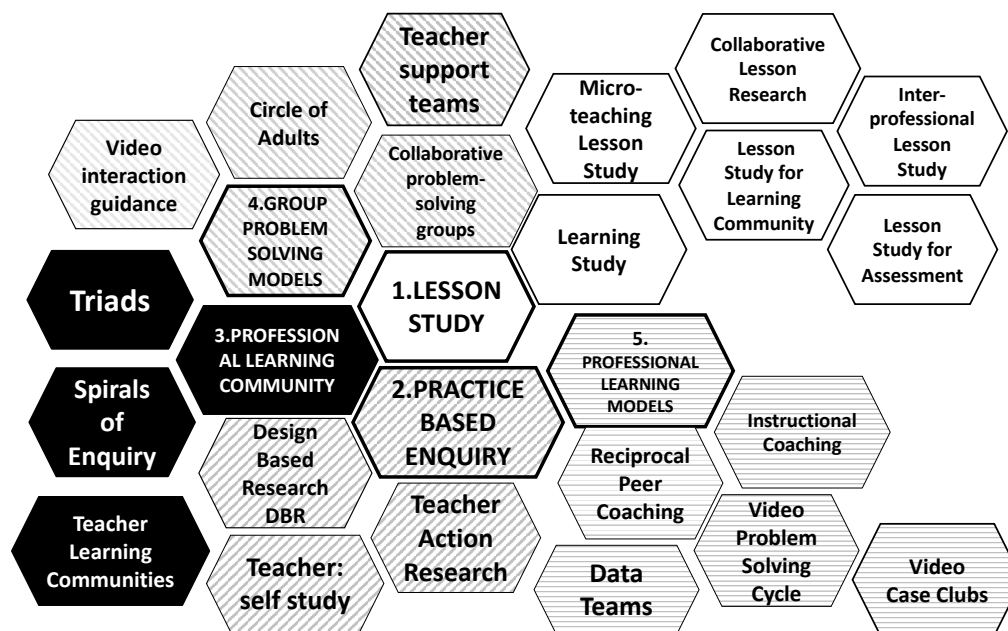 Teacher
support
teams
Collaborative
Lesson
Research
Circle of
Adults
Micro-
teaching
Lesson
Study
Inter-
professional
Lesson
Study
Video
interaction
guidance
Collaborative
problem-
solving
groups
Lesson
Study for
Learning
Community
4.GROUP
PROBLEM
SOLVING
MODELS
Learning
Study
Lesson
Study for
Assessment
Triads
1.LESSON
STUDY
3.PROFESSION
AL LEARNING
COMMUNITY
5.
PROFESSIONAL
LEARNING
MODELS
Spirals
of
Enquiry
2.PRACTICE
BASED
ENQUIRY
Instructional
Coaching
Design
Based
Research
DBR
Reciprocal
Peer
Coaching
Teacher
Learning
Communities
Teacher
Action
Research
Video
Problem
Solving
Cycle
Teacher:
self study
Data
Teams
Video
Case Clubs